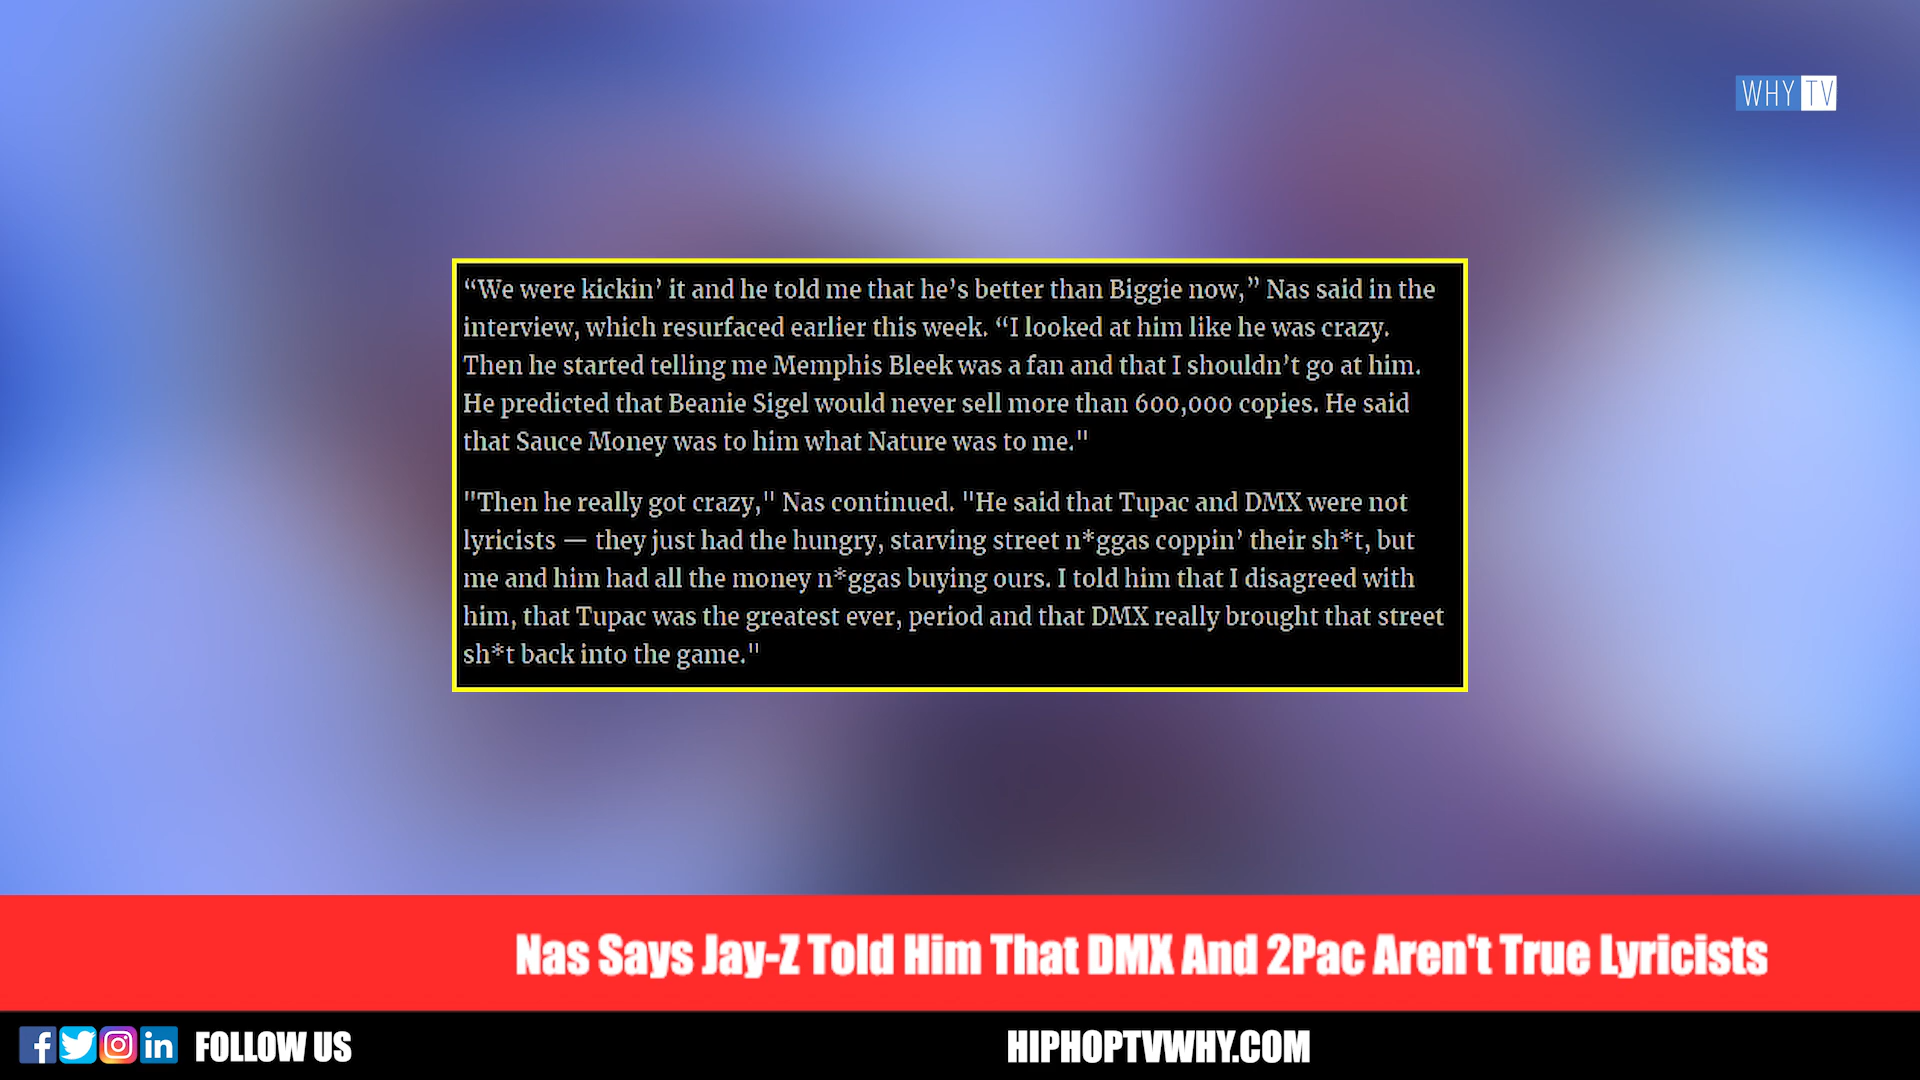 WHY TV
“We were kickin’ it and he told me that he’s better than Biggie now,” Nas said in the
interview, which resurfaced earlier this week. “I looked at him like he was crazy.
Then he started telling me Memphis Bleek was a fan and that I shouldn’t go at him.
He predicted that Beanie Sigel would never sell more than 600,000 copies. He said
that Sauce Money was to him what Nature was to me."
"Then he really got crazy," Nas continued. "He said that Tupac and DMX were not
lyricists — they just had the hungry, starving street n*ggas coppin’ their sh*t, but
me and him had all the money n*ggas buying ours. I told him that I disagreed with
him, that Tupac was the greatest ever, period and that DMX really brought that street
sh*t back into the game."
Nas Says Jay-Z Told Him That DMX And 2Pac Aren't True Lyricists
FOLLOW US
HIPHOPTVWHY.COM